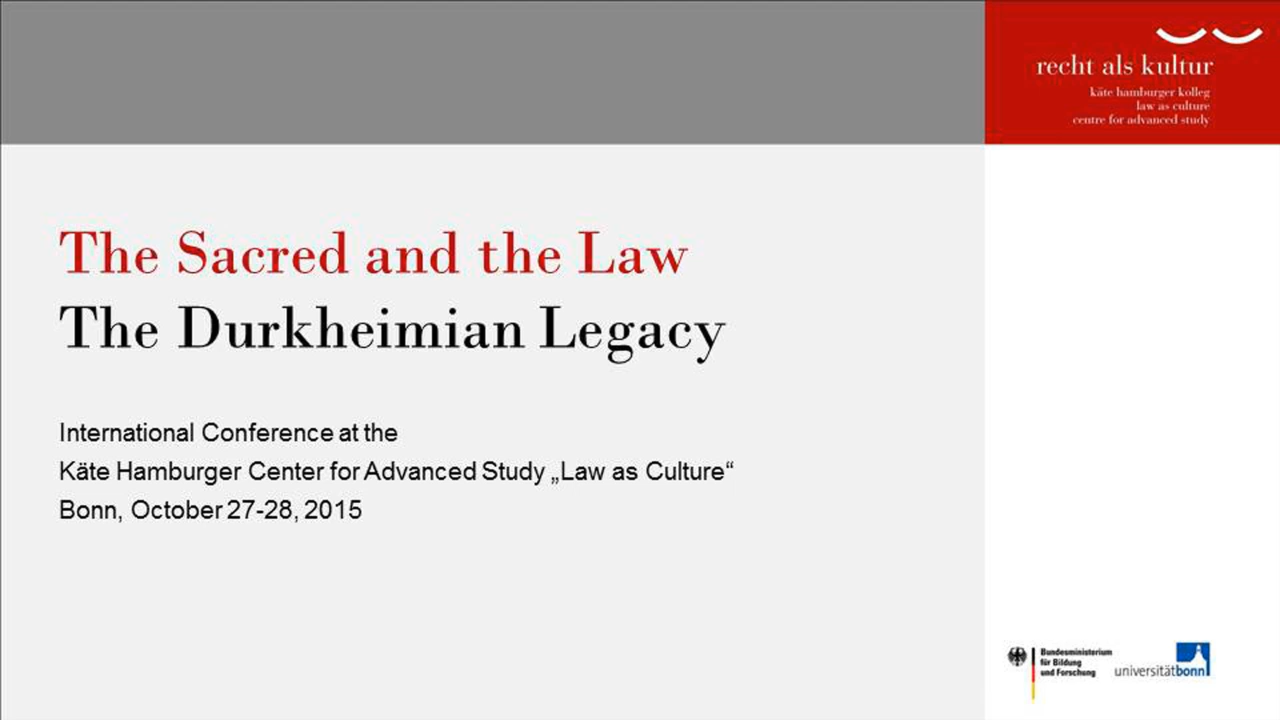 recht als kultur
käte hamburger kolleg
law as culture
centre for advanced study
The Sacred and the Law
The Durkheimian Legacy
International Conference at the
Käte Hamburger Center for Advanced Study „Law as Culture“
Bonn, October 27-28, 2015
Bundesministerium
für Bildung
und Forschung
universitätbonn